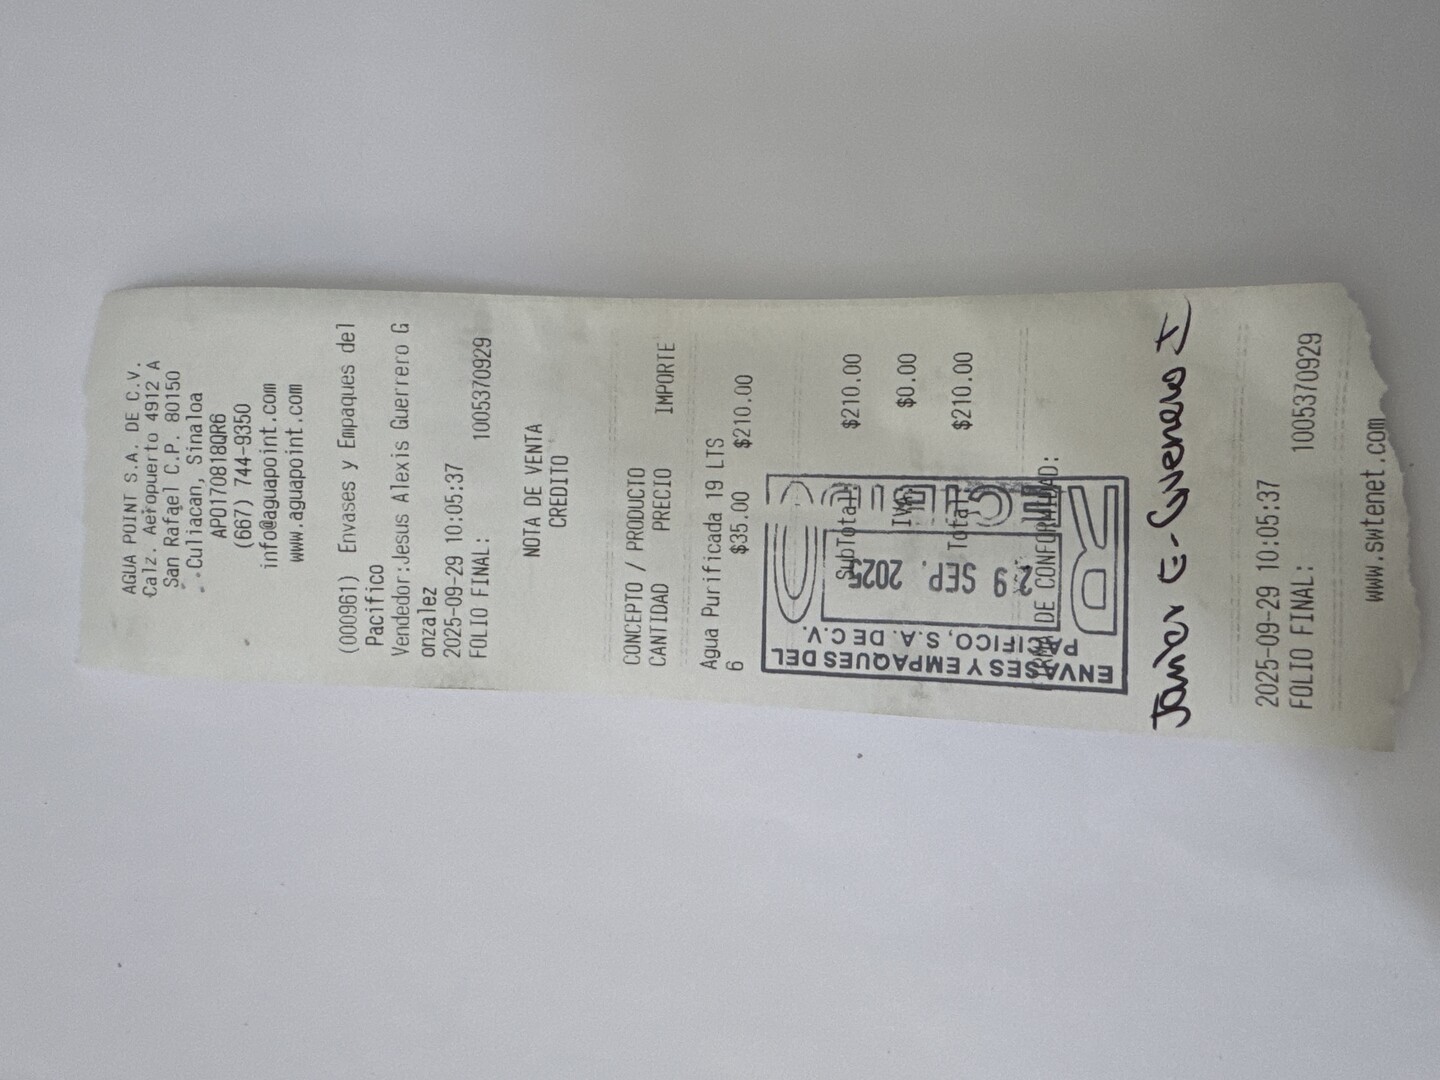 AGUA POINT S.A. DE C.V.
Calz. Aeropuerto 4912 A
San Rafael C.P. 80150
Culiacan, Sinaloa
APO170818QR6
(667) 744-9350
info@aguapoint.com
www.aguapoint.com
(000961) Envases y Empaques del
Pacifico
Vendedor:Jesus Alexis Guerrero G
onzalez
2025-09-29 10:05:37
FOLIO FINAL: 1005370929
NOTA DE VENTA
CREDITO
CONCEPTO / PRODUCTO
CANTIDAD PRECIO IMPORTE
Agua Purificada 19 LTS
6 $35.00 $210.00
SubTotal: $210.00
IVA: $0.00
Total: $210.00
FIRMA DE CONFORMIDAD:
ENVASES Y EMPAQUES DEL
PACIFICO, S.A. DE C.V.
29 SEP. 2025
Javier E.
2025-09-29 10:05:37
FOLIO FINAL: 1005370929
www.swtenet.com